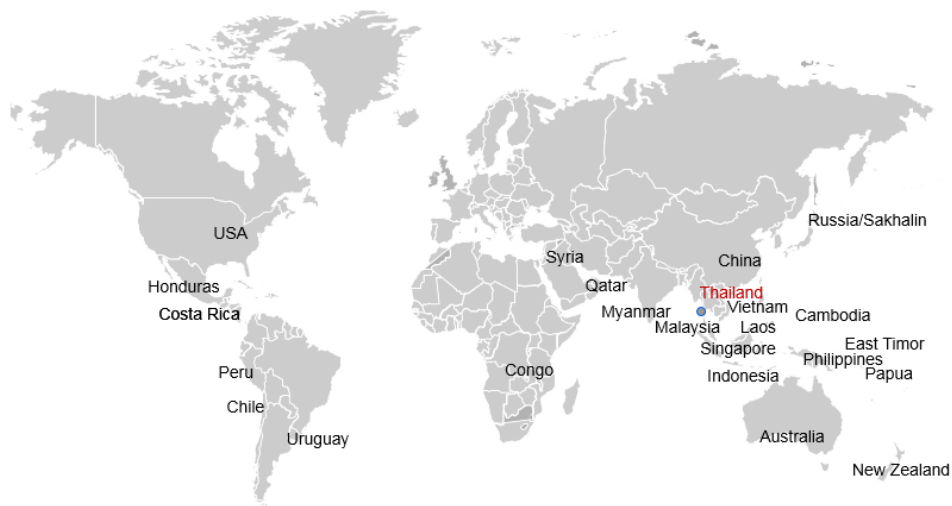 Russia/Sakhalin
USA
Syria
China
Honduras
Qatar
Thailand
Costa Rica
Myanmar
Vietnam
Cambodia
Malaysia
Laos
Singapore
East Timor
Philippines
Peru
Congo
Indonesia
Papua
Chile
Uruguay
Australia
New Zealand